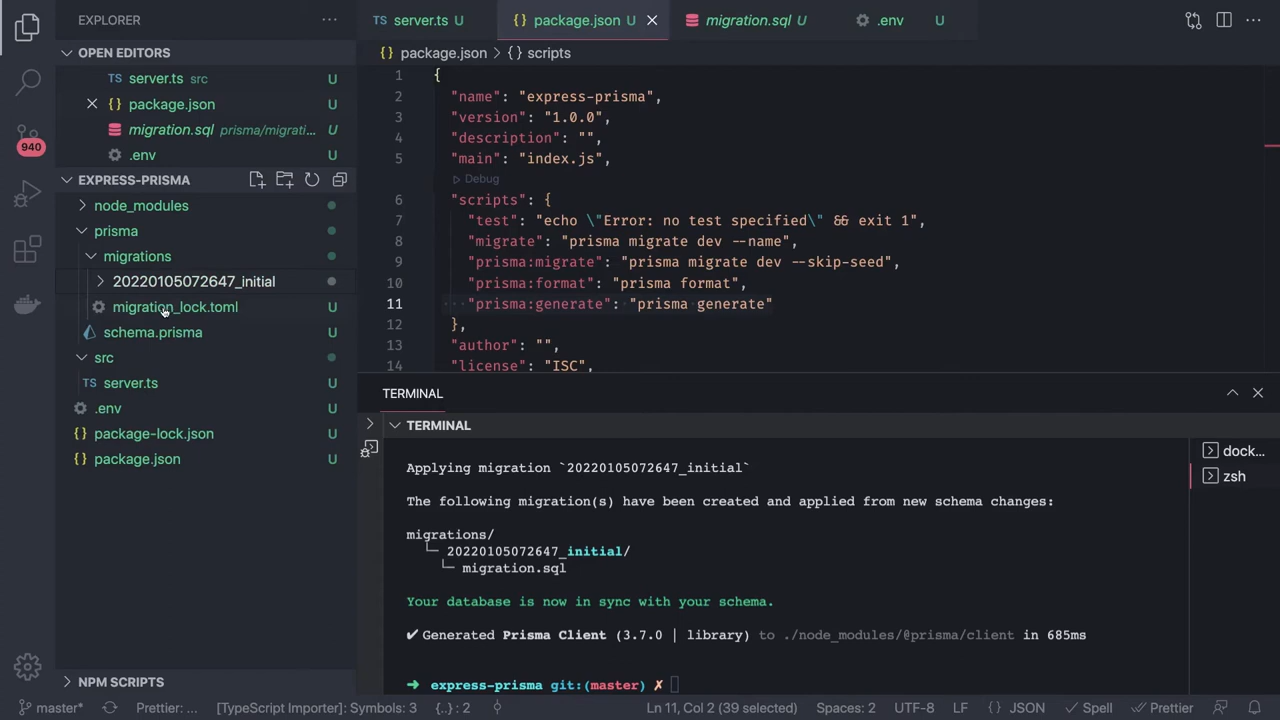 EXPLORER
OPEN EDITORS
TS server.ts src U
{} package.json U
migration.sql prisma/migrati... U
.env U
940
EXPRESS-PRISMA
node_modules
prisma
migrations
20220105072647_initial
migration_lock.toml U
schema.prisma U
src
TS server.ts U
.env U
{} package-lock.json U
{} package.json U
NPM SCRIPTS
TS server.ts U
{} package.json U
migration.sql U
.env U
{} package.json > {} scripts
1 {
2 "name": "express-prisma",
3 "version": "1.0.0",
4 "description": "",
5 "main": "index.js",
Debug
6 "scripts": {
7 "test": "echo \"Error: no test specified\" && exit 1",
8 "migrate": "prisma migrate dev --name",
9 "prisma:migrate": "prisma migrate dev --skip-seed",
10 "prisma:format": "prisma format",
11 "prisma:generate": "prisma generate"
12 },
13 "author": "",
14 "license": "ISC",
TERMINAL
TERMINAL
Applying migration `20220105072647_initial`
The following migration(s) have been created and applied from new schema changes:
migrations/
└─ 20220105072647_initial/
└─ migration.sql
Your database is now in sync with your schema.
✔ Generated Prisma Client (3.7.0 | library) to ./node_modules/@prisma/client in 685ms
➜ express-prisma git:(master) ✗
dock...
zsh
master* Prettier: ... [TypeScript Importer]: Symbols: 3 {..} : 2 Ln 11, Col 2 (39 selected) Spaces: 2 UTF-8 LF {} JSON ✓ Spell Prettier